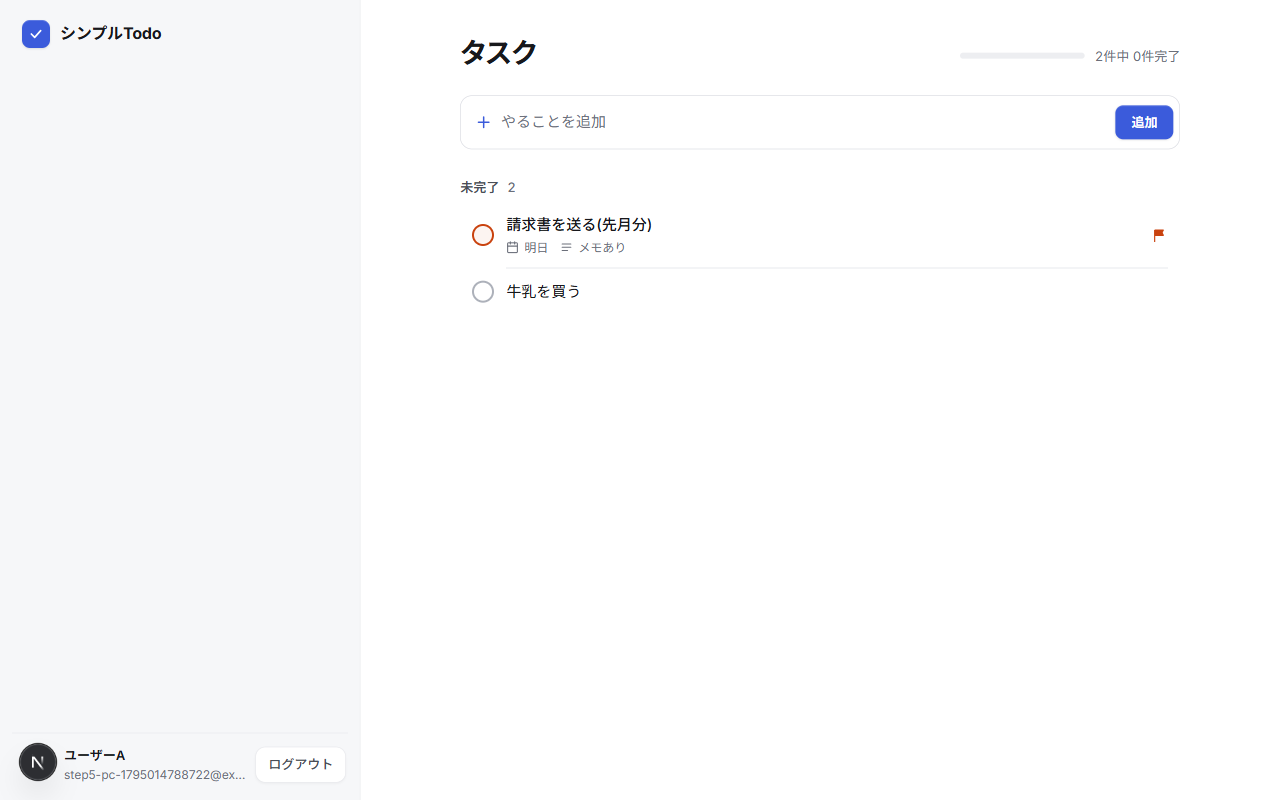 シンプルTodo
タスク
2件中 0件完了
やることを追加
追加
未完了 2
請求書を送る(先月分)
明日 メモあり
牛乳を買う
N
ユーザーA
step5-pc-1795014788722@ex...
ログアウト